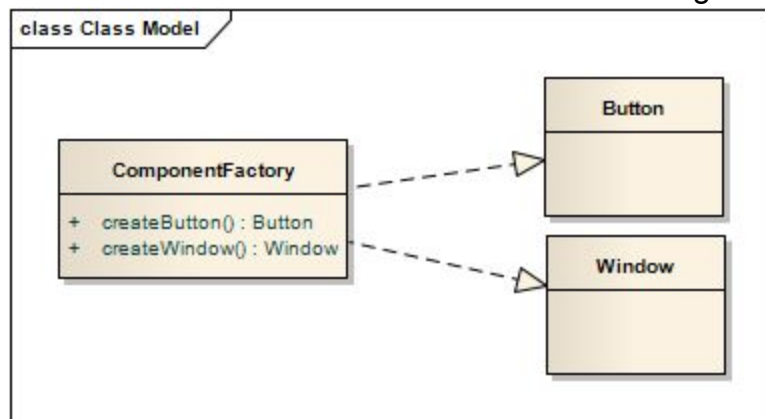 class Class Model
Button
ComponentFactory
+ createButton() : Button
+ createWindow() : Window
Window